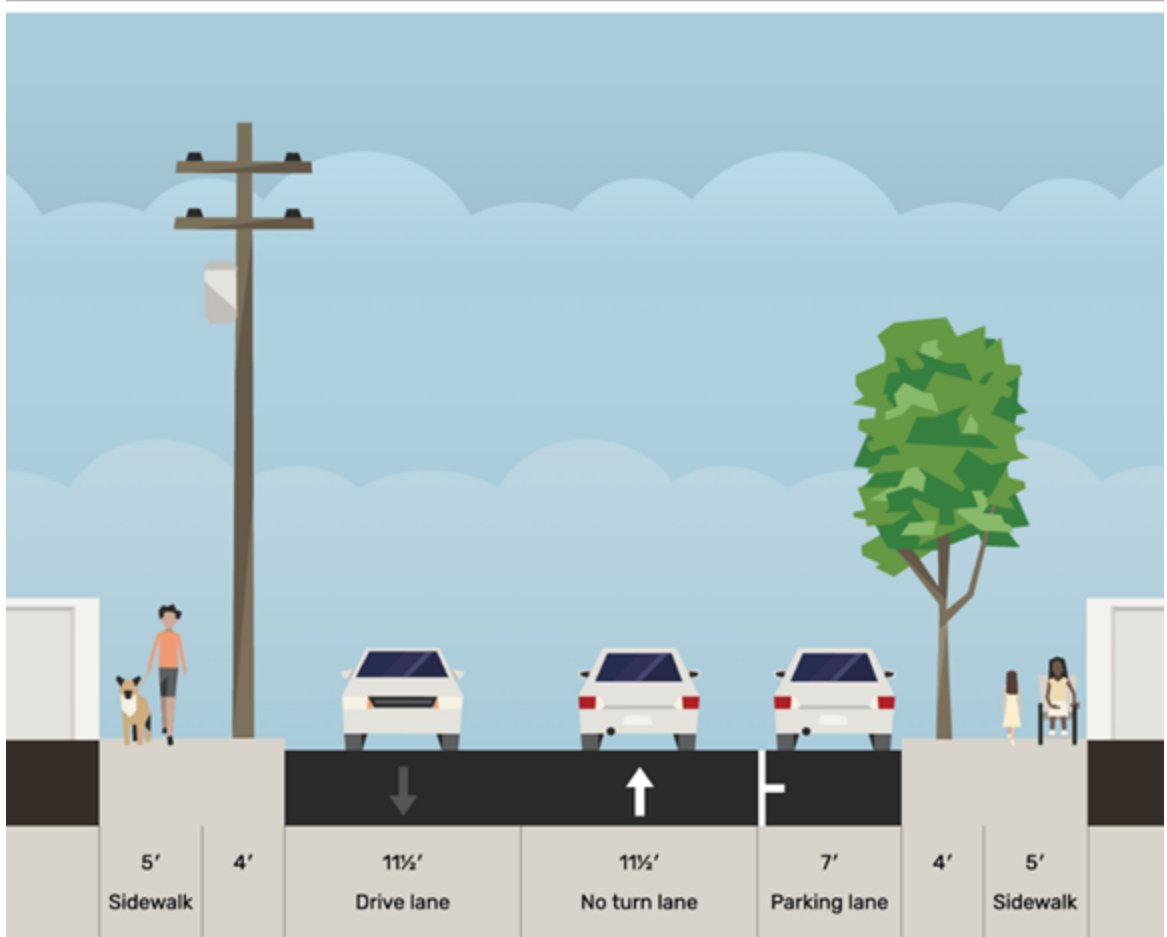 5′ 4′ 11½′ 11½′ 7′ 4′ 5′
Sidewalk Drive lane No turn lane Parking lane Sidewalk